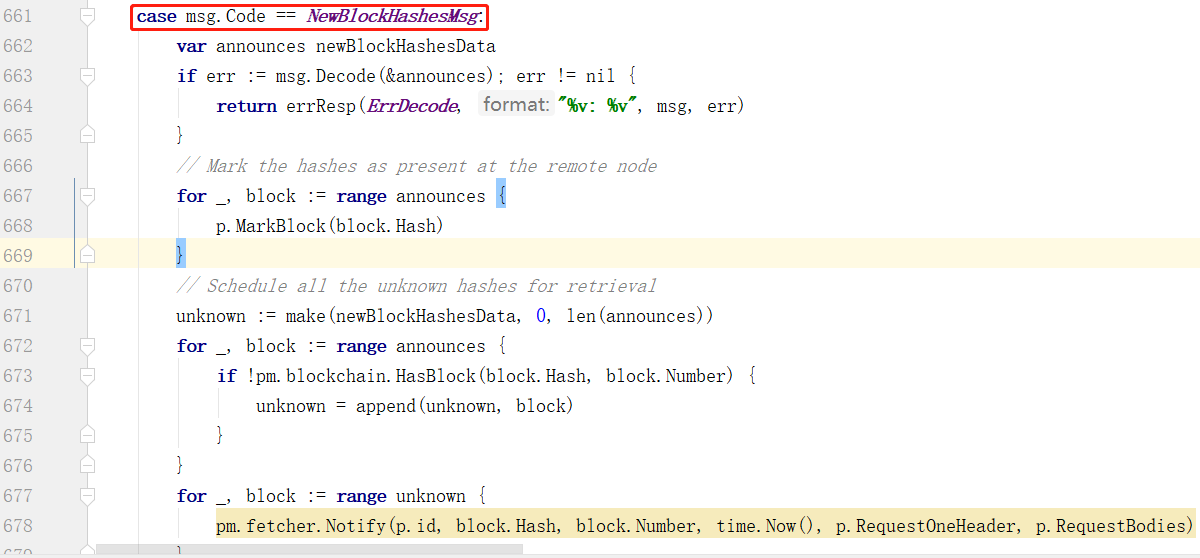 661 case msg.Code == NewBlockHashesMsg:
662 var announces newBlockHashesData
663 if err := msg.Decode(&announces); err != nil {
664 return errResp(ErrDecode, format: "%v: %v", msg, err)
665 }
666 // Mark the hashes as present at the remote node
667 for _, block := range announces {
668 p.MarkBlock(block.Hash)
669 }
670 // Schedule all the unknown hashes for retrieval
671 unknown := make(newBlockHashesData, 0, len(announces))
672 for _, block := range announces {
673 if !pm.blockchain.HasBlock(block.Hash, block.Number) {
674 unknown = append(unknown, block)
675 }
676 }
677 for _, block := range unknown {
678 pm.fetcher.Notify(p.id, block.Hash, block.Number, time.Now(), p.RequestOneHeader, p.RequestBodies)